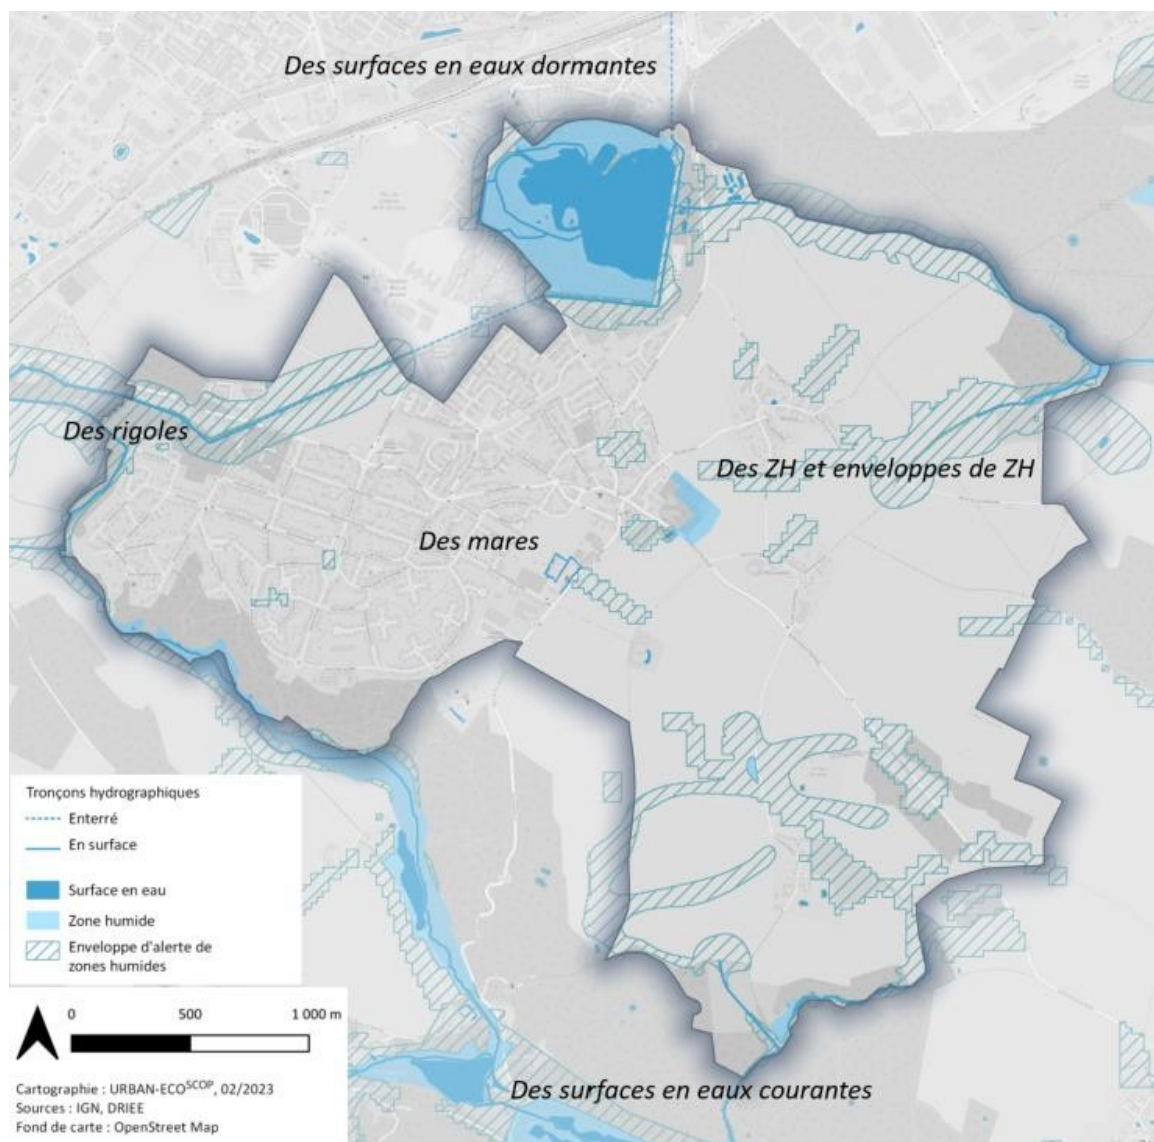 Des surfaces en eaux dormantes
Des rigoles
Des ZH et enveloppes de ZH
Des mares
Tronçons hydrographiques
Enterré
En surface
Surface en eau
Zone humide
Enveloppe d'alerte de
zones humides
0 500 1 000 m
Des surfaces en eaux courantes
Cartographie : URBAN-ECOSCOP, 02/2023
Sources : IGN, DRIEE
Fond de carte : OpenStreet Map